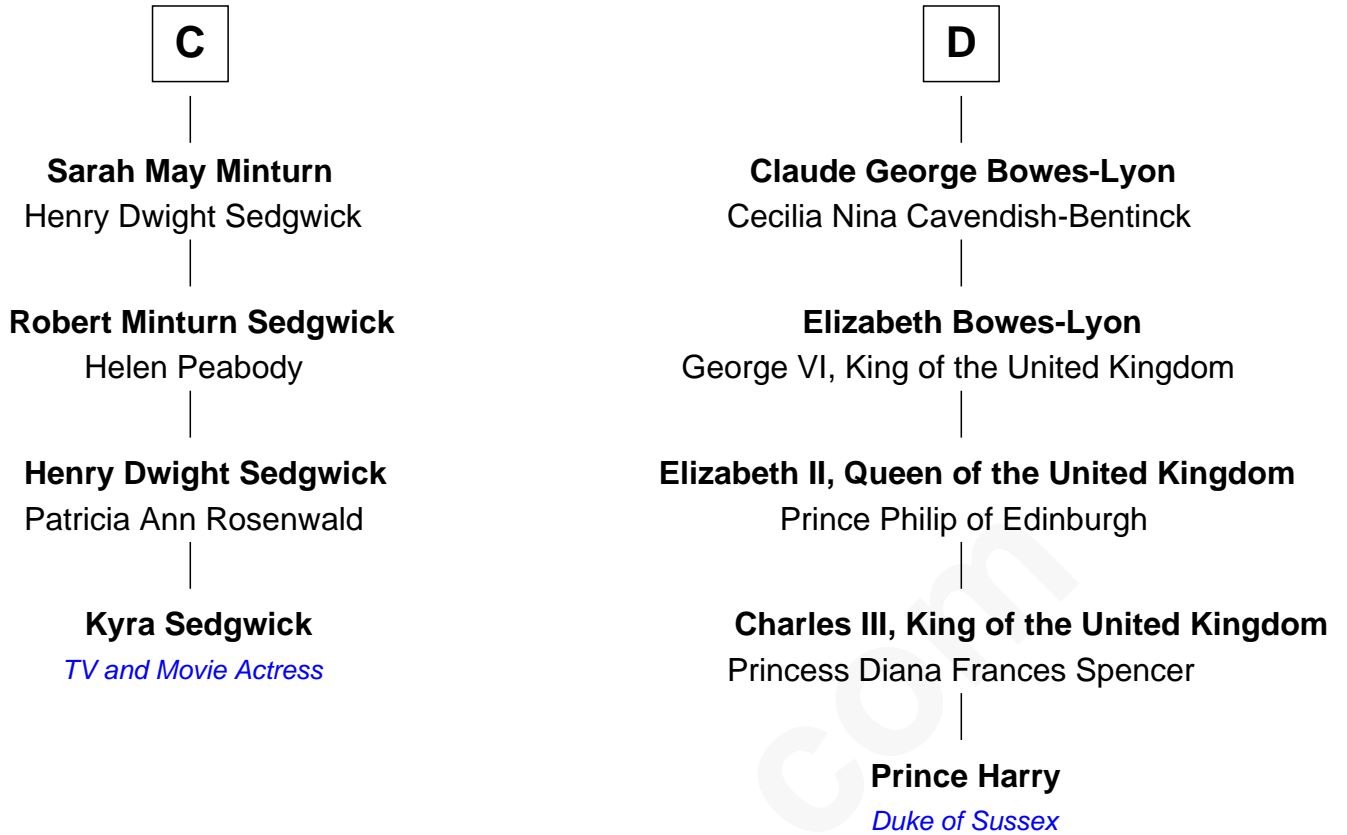 C
Sarah May Minturn
Henry Dwight Sedgwick
Robert Minturn Sedgwick
Helen Peabody
Henry Dwight Sedgwick
Patricia Ann Rosenwald
Kyra Sedgwick
TV and Movie Actress
D
Claude George Bowes-Lyon
Cecilia Nina Cavendish-Bentinck
Elizabeth Bowes-Lyon
George VI, King of the United Kingdom
Elizabeth II, Queen of the United Kingdom
Prince Philip of Edinburgh
Charles III, King of the United Kingdom
Princess Diana Frances Spencer
Prince Harry
Duke of Sussex
com